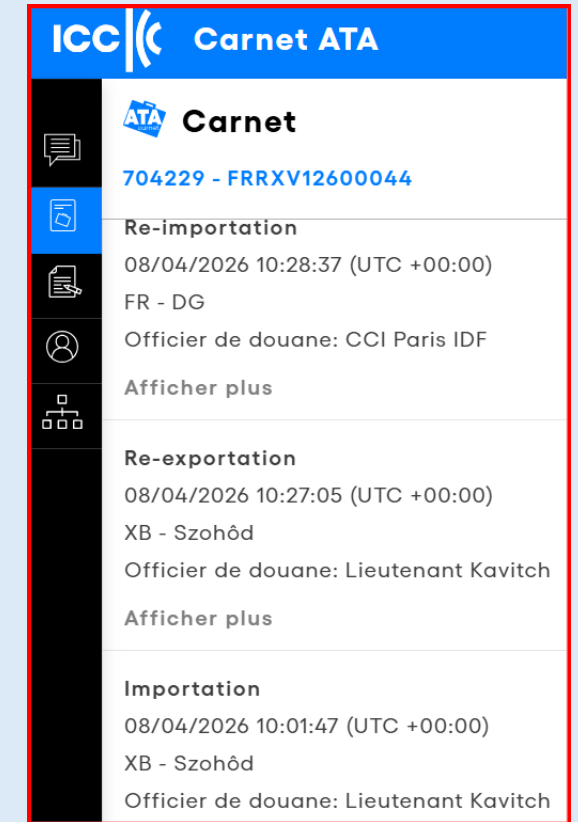 ICC Carnet ATA
ATA carnet Carnet
704229 - FRRXV12600044
Re-importation
08/04/2026 10:28:37 (UTC +00:00)
FR - DG
Officier de douane: CCI Paris IDF
Afficher plus
Re-exportation
08/04/2026 10:27:05 (UTC +00:00)
XB - Szohôd
Officier de douane: Lieutenant Kavitch
Afficher plus
Importation
08/04/2026 10:01:47 (UTC +00:00)
XB - Szohôd
Officier de douane: Lieutenant Kavitch